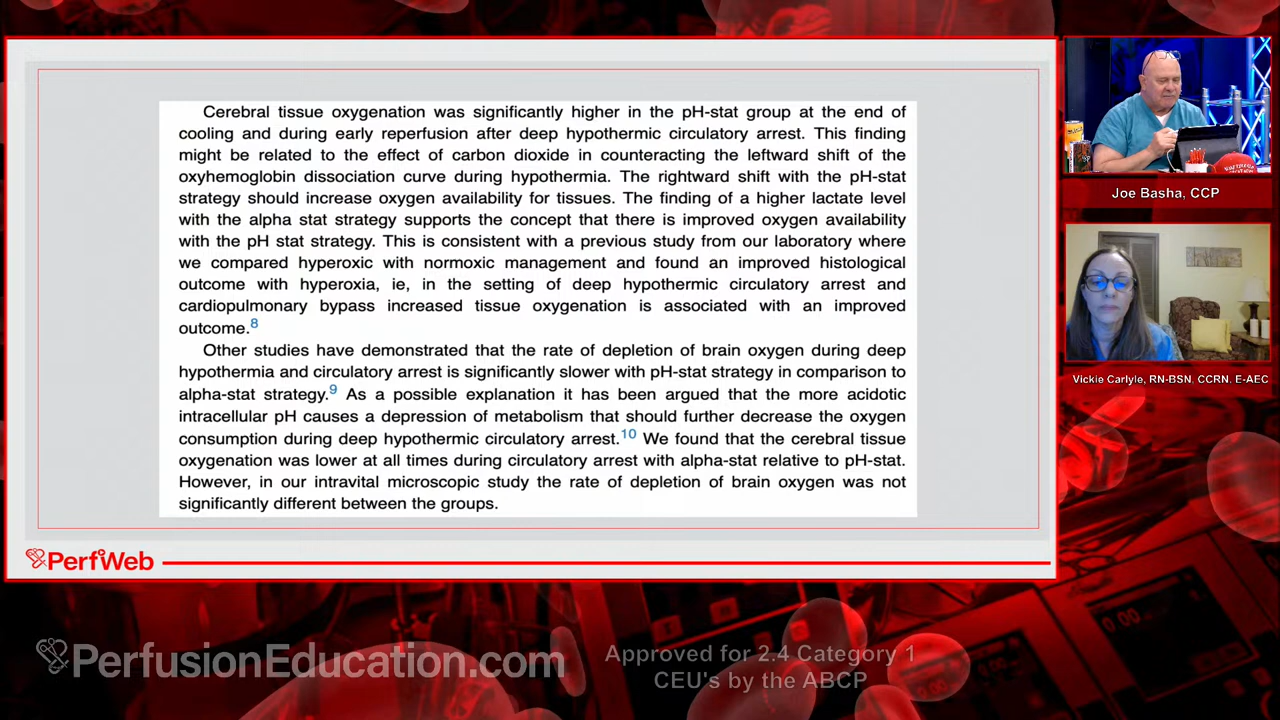 Cerebral tissue oxygenation was significantly higher in the pH-stat group at the end of
cooling and during early reperfusion after deep hypothermic circulatory arrest. This finding
might be related to the effect of carbon dioxide in counteracting the leftward shift of the
oxyhemoglobin dissociation curve during hypothermia. The rightward shift with the pH-stat
strategy should increase oxygen availability for tissues. The finding of a higher lactate level
with the alpha stat strategy supports the concept that there is improved oxygen availability
with the pH stat strategy. This is consistent with a previous study from our laboratory where
we compared hyperoxic with normoxic management and found an improved histological
outcome with hyperoxia, ie, in the setting of deep hypothermic circulatory arrest and
cardiopulmonary bypass increased tissue oxygenation is associated with an improved
outcome.8
Other studies have demonstrated that the rate of depletion of brain oxygen during deep
hypothermia and circulatory arrest is significantly slower with pH-stat strategy in comparison to
alpha-stat strategy.9 As a possible explanation it has been argued that the more acidotic
intracellular pH causes a depression of metabolism that should further decrease the oxygen
consumption during deep hypothermic circulatory arrest.10 We found that the cerebral tissue
oxygenation was lower at all times during circulatory arrest with alpha-stat relative to pH-stat.
However, in our intravital microscopic study the rate of depletion of brain oxygen was not
significantly different between the groups.
PerfWeb
Joe Basha, CCP
Vickie Carlyle, RN-BSN, CCRN, E-AEC
PerfusionEducation.com
Approved for 2.4 Category 1
CEU's by the ABCP